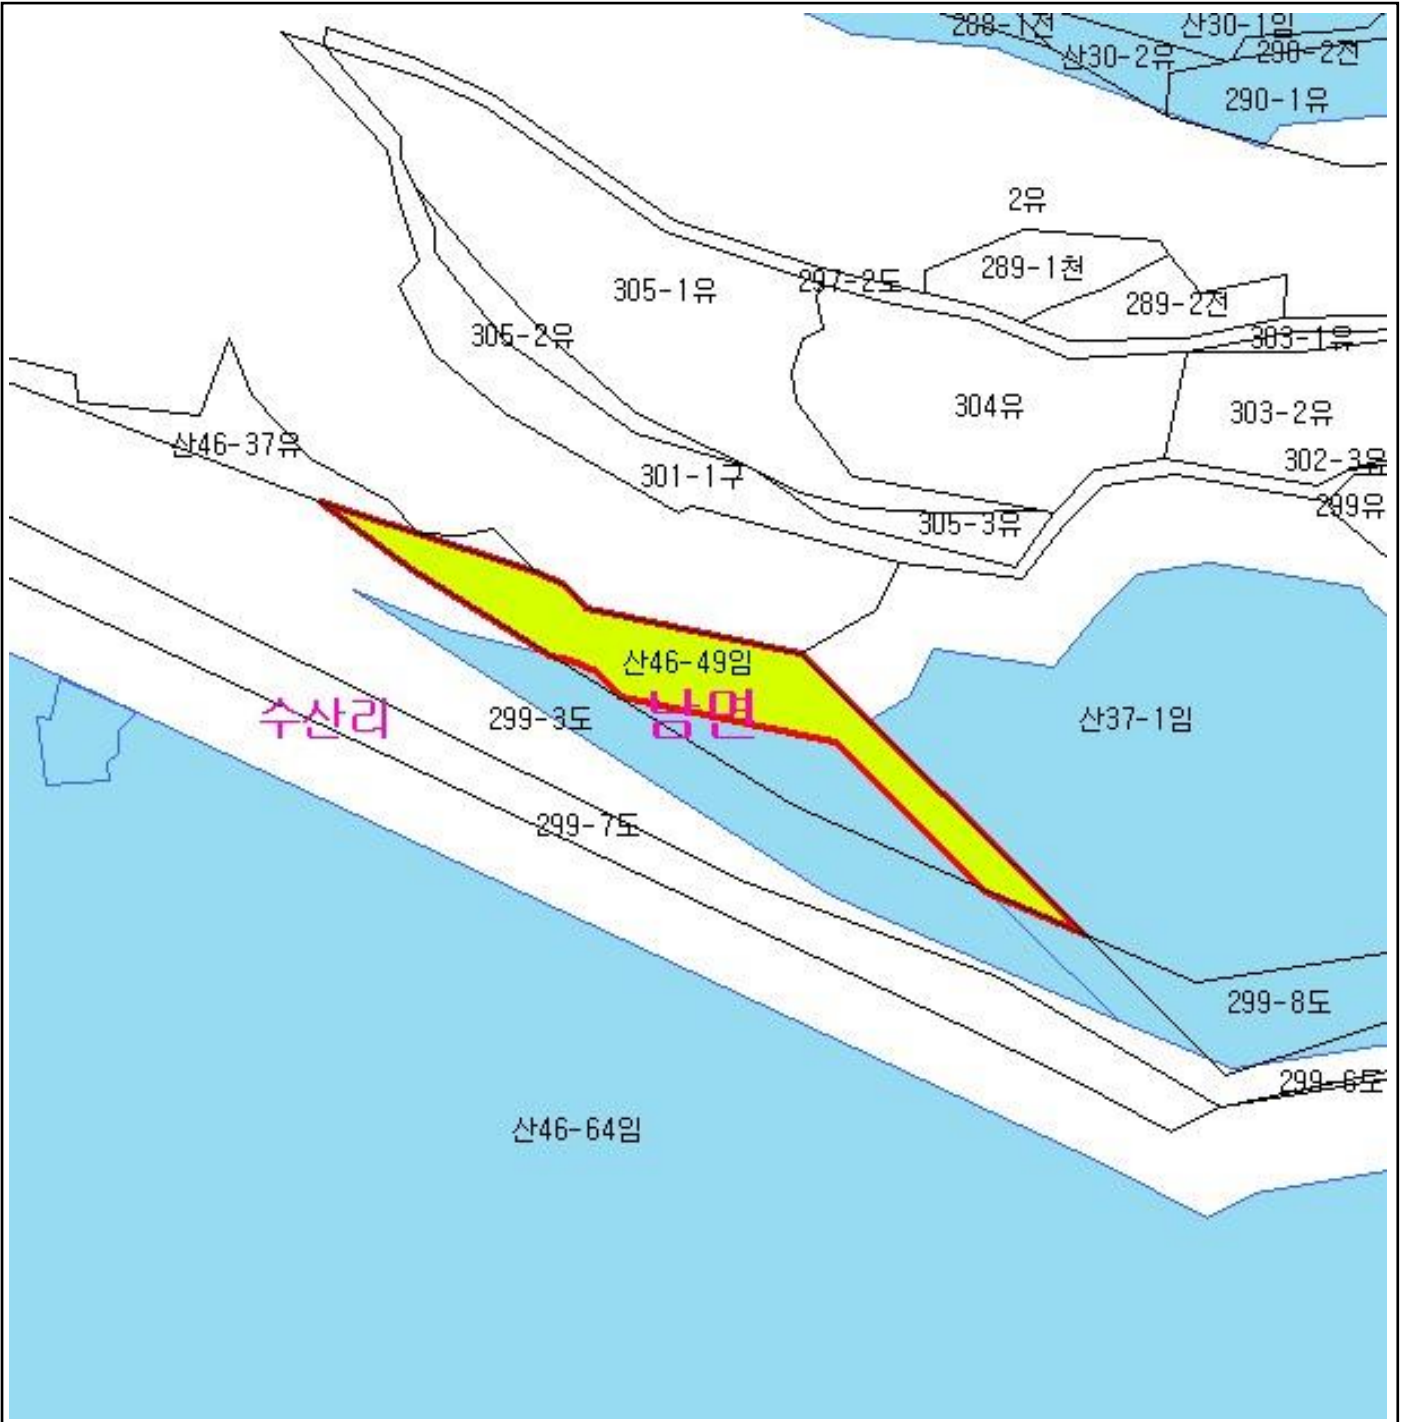 288-1전
산30-1임
산30-2유
290-2전
290-1유
2유
289-1천
297-2도
305-1유
289-2전
305-2유
303-1유
304유
303-2유
산46-37유
302-3유
301-1구
299유
305-3유
산46-49임
수산리
299-3도
남면
산37-1임
299-7도
299-8도
299-6도
산46-64임